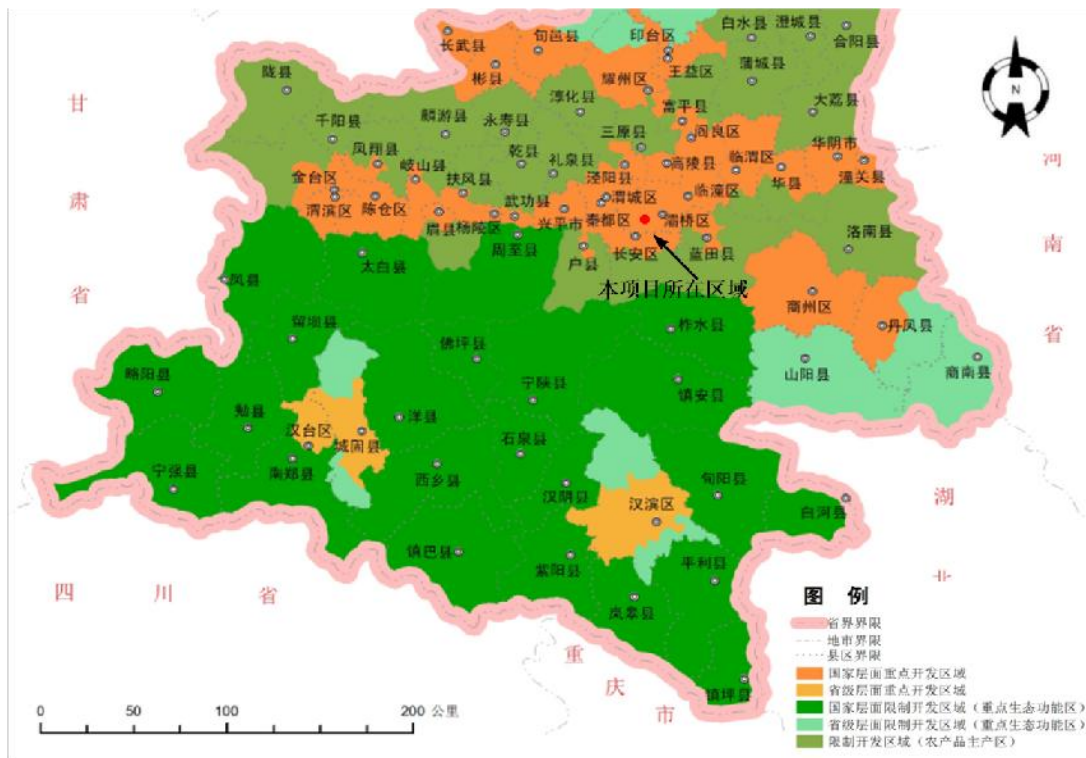 长武县
旬邑县
印台区
白水县
澄城县
合阳县
陇县
彬县
耀州区
王益区
蒲城县
甘肃省
淳化县
富平县
大荔县
千阳县
麟游县
永寿县
三原县
阎良区
凤翔县
岐山县
乾县
礼泉县
高陵县
临渭区
华阴市
河南省
金台区
扶风县
泾阳县
华县
潼关县
渭滨区
陈仓区
武功县
渭城区
临潼区
眉县
杨陵区
兴平市
秦都区
灞桥区
洛南县
周至县
户县
长安区
蓝田县
太白县
凤县
本项目所在区域
商州区
丹凤县
留坝县
佛坪县
柞水县
略阳县
宁陕县
镇安县
山阳县
商南县
勉县
汉台区
城固县
洋县
石泉县
宁强县
南郑县
西乡县
汉阴县
旬阳县
汉滨区
白河县
湖北
镇巴县
紫阳县
平利县
四川省
岚皋县
重庆市
镇坪县
N
图 例
省界界限
地市界限
县区界限
国家层面重点开发区域
省级层面重点开发区域
国家层面限制开发区域（重点生态功能区）
省级层面限制开发区域（重点生态功能区）
限制开发区域（农产品主产区）
0 50 100 200 公里